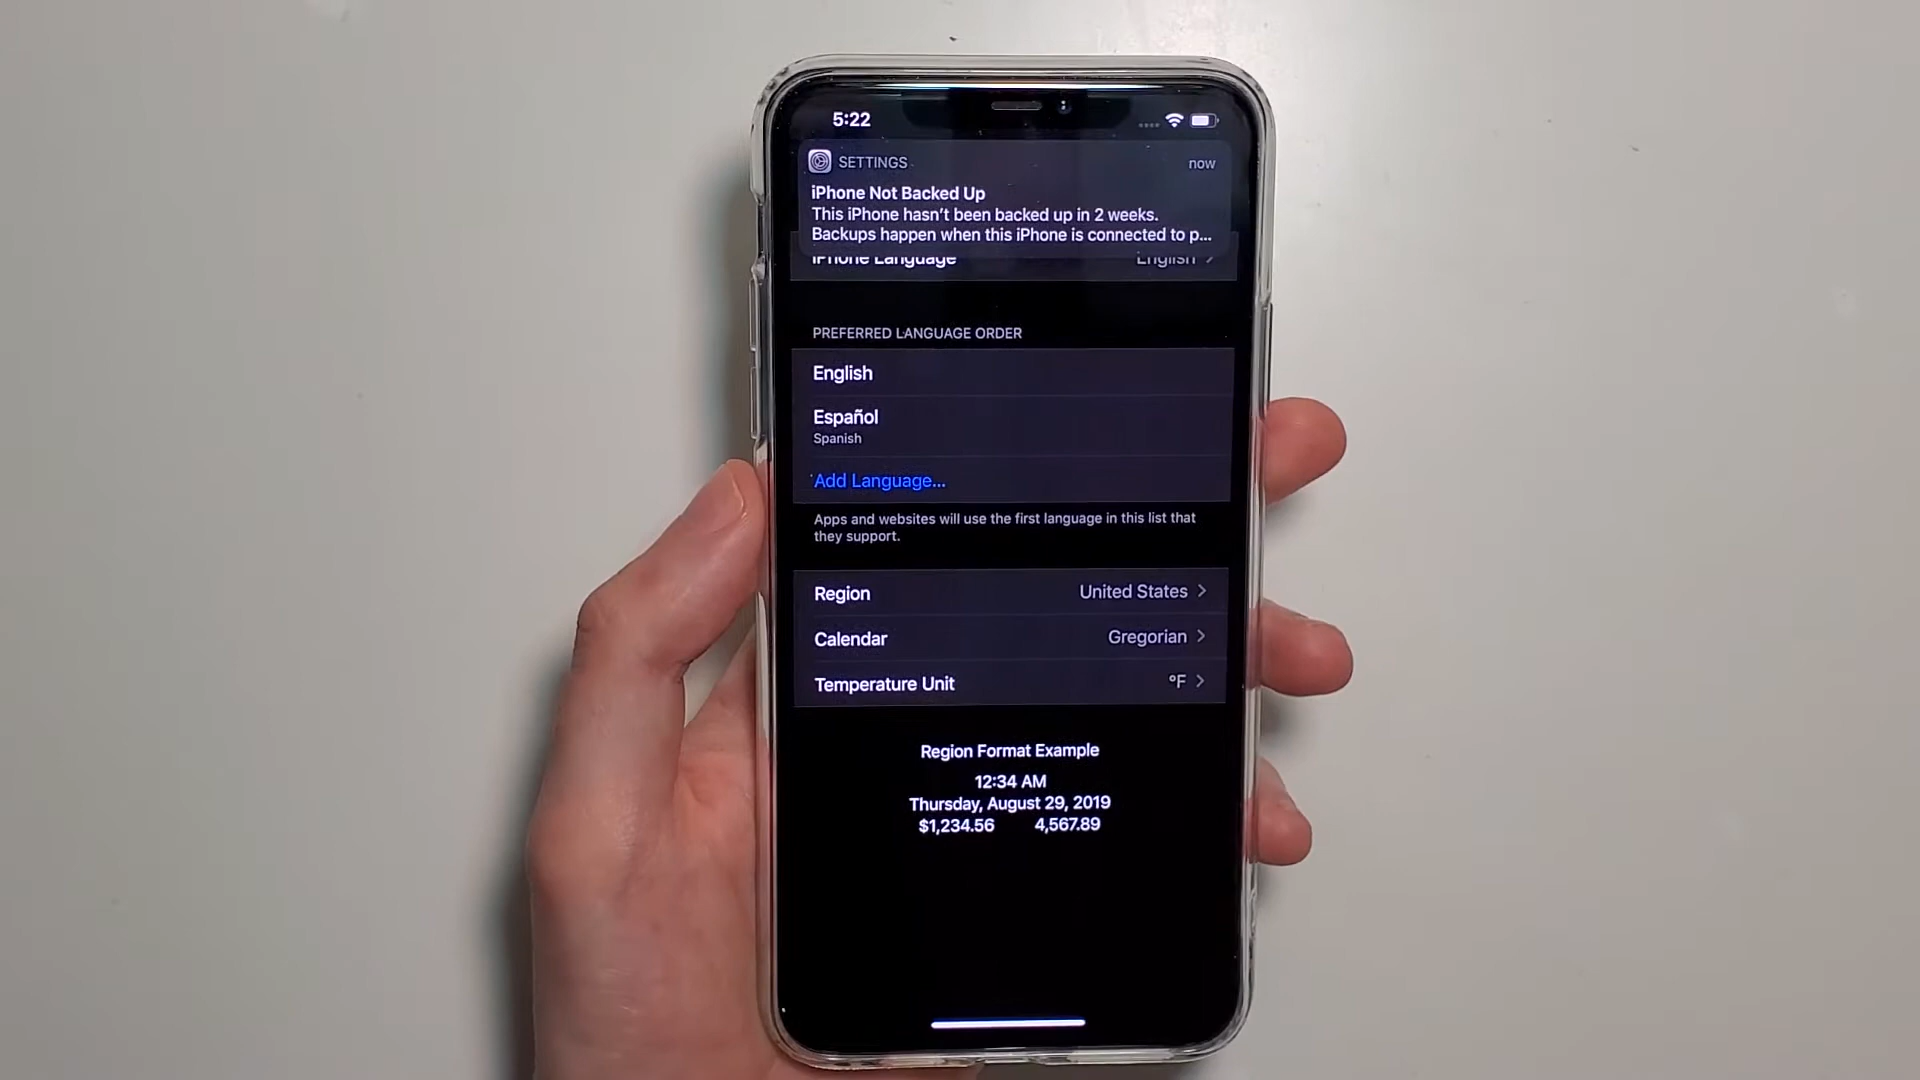 5:22
SETTINGS
now
iPhone Not Backed Up
This iPhone hasn't been backed up in 2 weeks.
Backups happen when this iPhone is connected to p...
iPhone Language English
PREFERRED LANGUAGE ORDER
English
Español
Spanish
Add Language...
Apps and websites will use the first language in this list that
they support.
Region United States
Calendar Gregorian
Temperature Unit °F
Region Format Example
12:34 AM
Thursday, August 29, 2019
$1,234.56 4,567.89